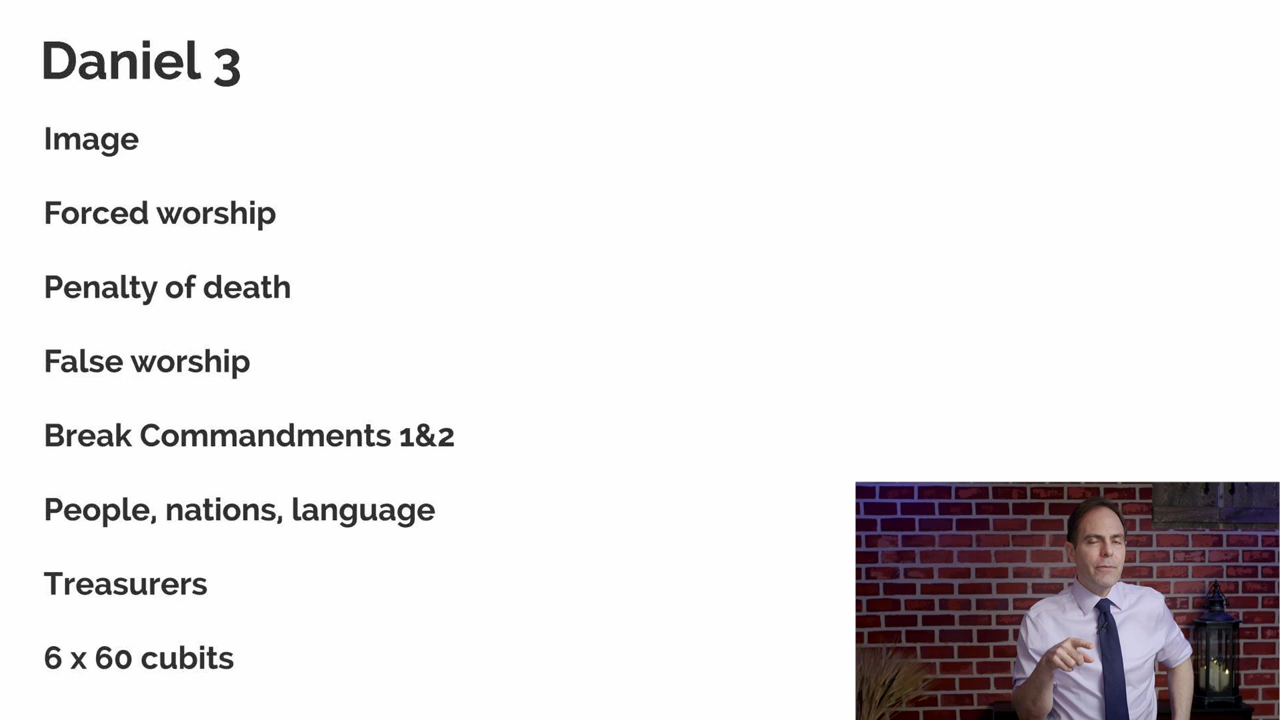 Daniel 3
Image
Forced worship
Penalty of death
False worship
Break Commandments 1&2
People, nations, language
Treasurers
6 x 60 cubits